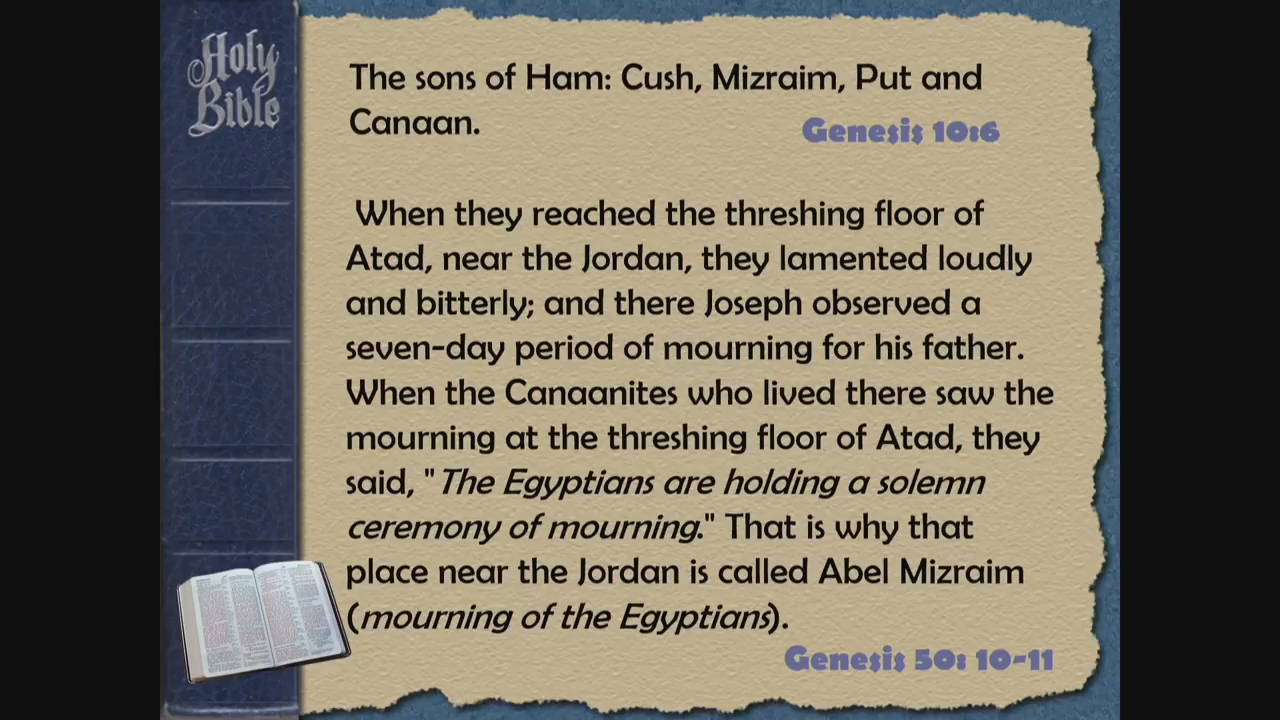 Holy
Bible
The sons of Ham: Cush, Mizraim, Put and
Canaan.
Genesis 10:6
When they reached the threshing floor of
Atad, near the Jordan, they lamented loudly
and bitterly; and there Joseph observed a
seven-day period of mourning for his father.
When the Canaanites who lived there saw the
mourning at the threshing floor of Atad, they
said, "The Egyptians are holding a solemn
ceremony of mourning." That is why that
place near the Jordan is called Abel Mizraim
(mourning of the Egyptians).
Genesis 50: 10-11